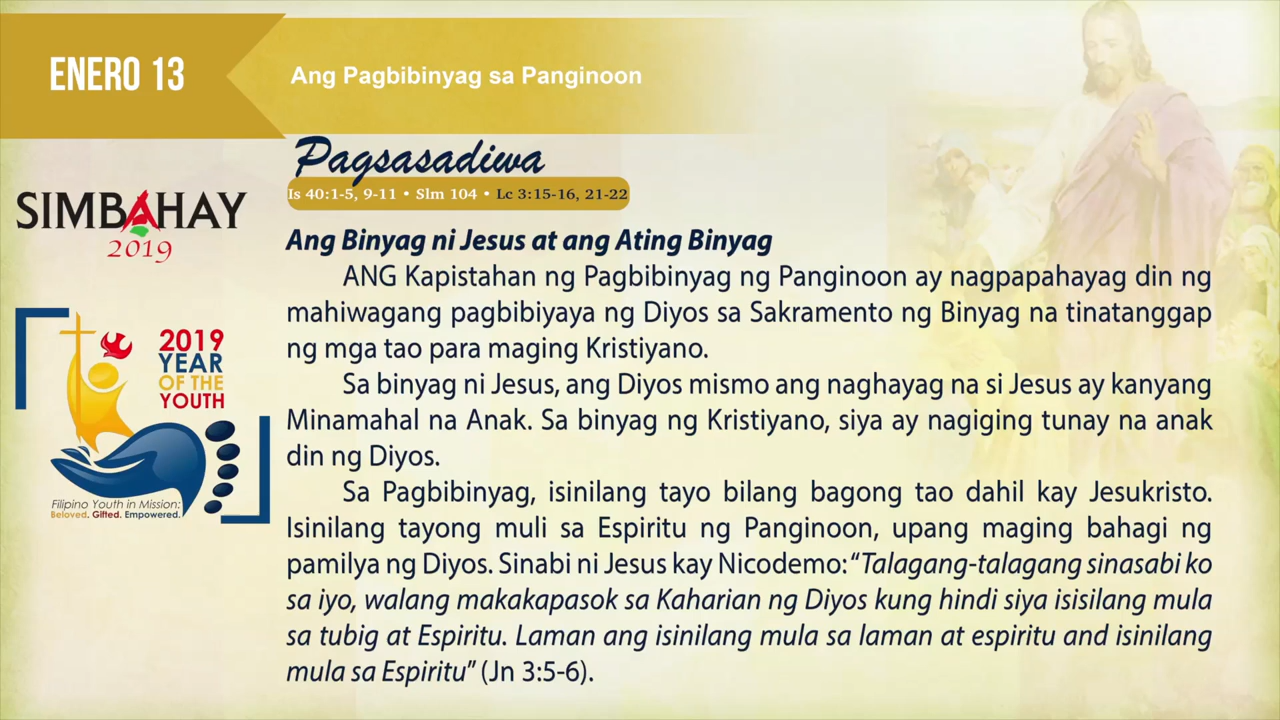 ENERO 13
Ang Pagbibinyag sa Panginoon
Pagsasadiwa
Is 40:1-5, 9-11 • Slm 104 • Lc 3:15-16, 21-22
SIMBAHAY
2019
2019
YEAR
OF THE
YOUTH
Filipino Youth in Mission:
Beloved. Gifted. Empowered.
Ang Binyag ni Jesus at ang Ating Binyag
ANG Kapistahan ng Pagbibinyag ng Panginoon ay nagpapahayag din ng
mahiwagang pagbibiyaya ng Diyos sa Sakramento ng Binyag na tinatanggap
ng mga tao para maging Kristiyano.
Sa binyag ni Jesus, ang Diyos mismo ang naghayag na si Jesus ay kanyang
Minamahal na Anak. Sa binyag ng Kristiyano, siya ay nagiging tunay na anak
din ng Diyos.
Sa Pagbibinyag, isinilang tayo bilang bagong tao dahil kay Jesukristo.
Isinilang tayong muli sa Espiritu ng Panginoon, upang maging bahagi ng
pamilya ng Diyos. Sinabi ni Jesus kay Nicodemo: “Talagang-talagang sinasabi ko
sa iyo, walang makakapasok sa Kaharian ng Diyos kung hindi siya isisilang mula
sa tubig at Espiritu. Laman ang isinilang mula sa laman at espiritu and isinilang
mula sa Espiritu” (Jn 3:5-6).